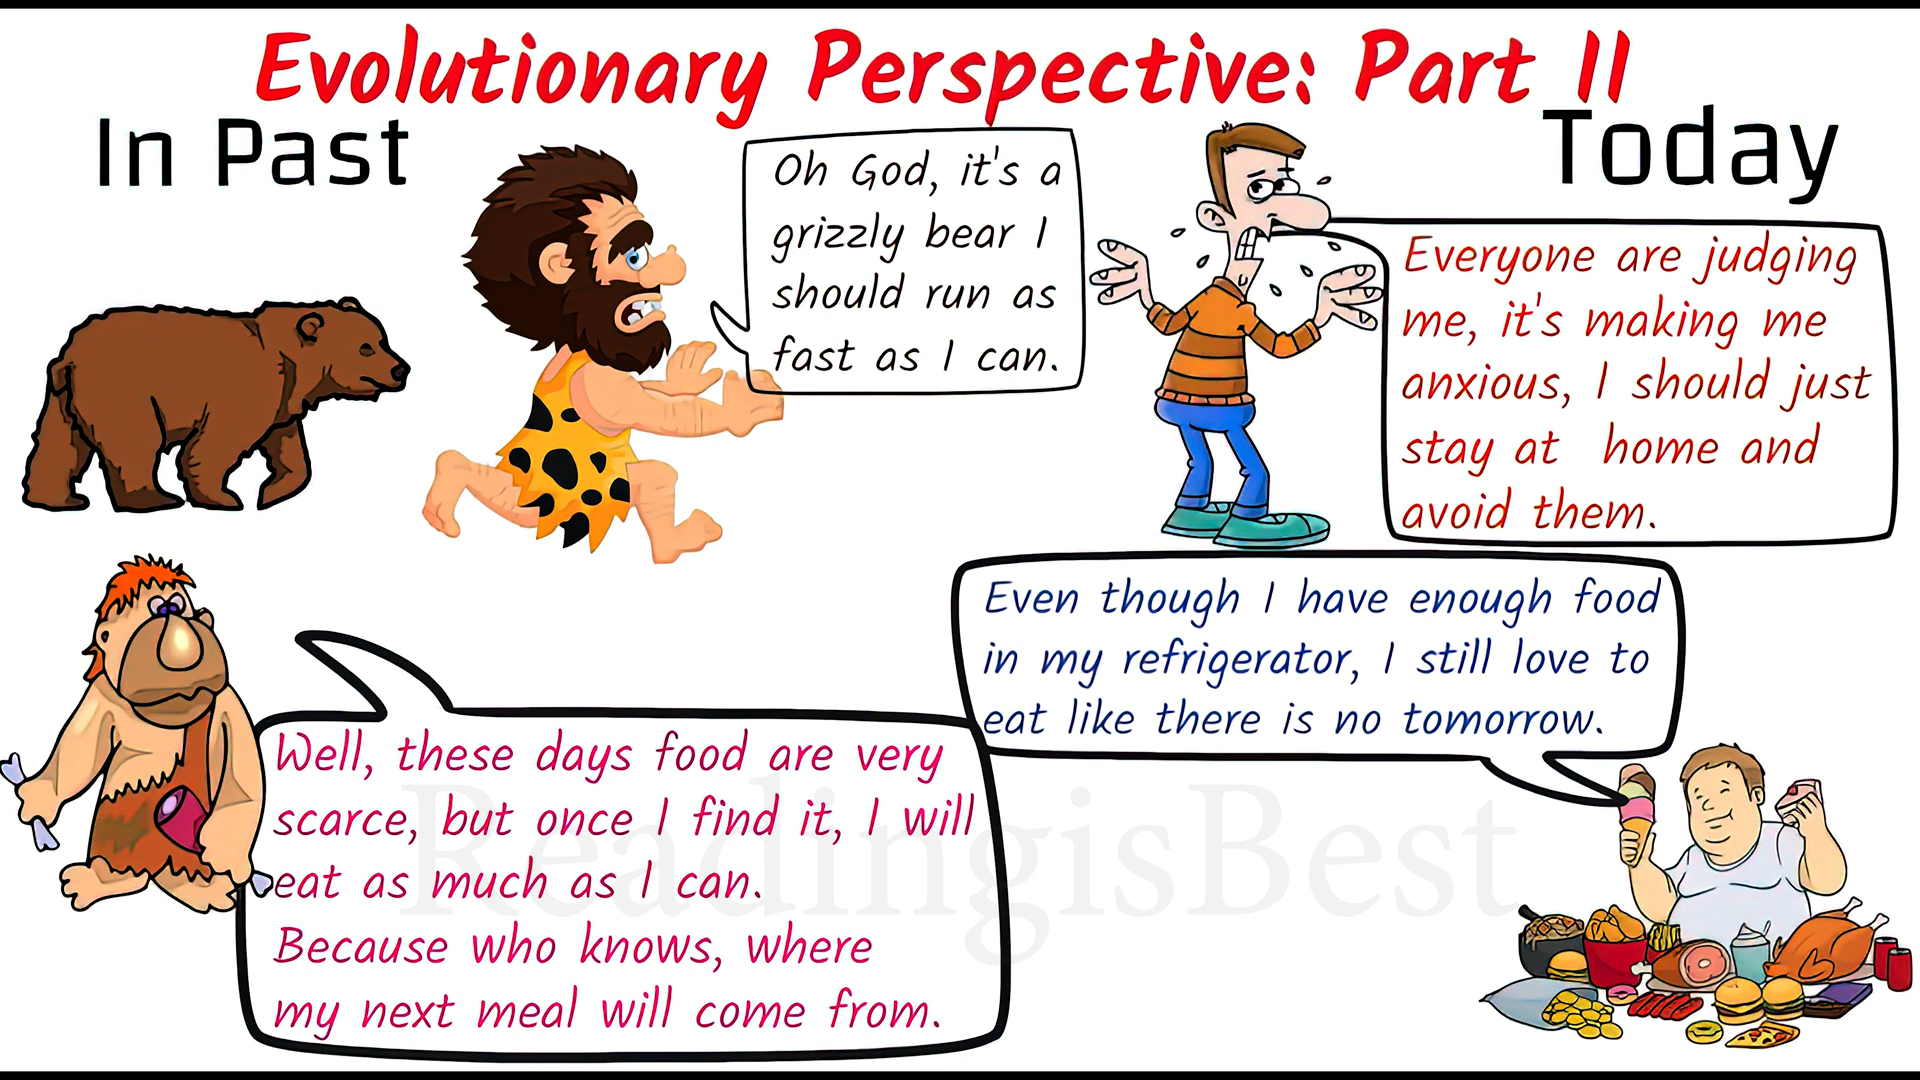 Evolutionary Perspective: Part II
In Past
Today
Oh God, it's a
grizzly bear I
should run as
fast as I can.
Everyone are judging
me, it's making me
anxious, I should just
stay at home and
avoid them.
Well, these days food are very
scarce, but once I find it, I will
eat as much as I can.
Because who knows, where
my next meal will come from.
Even though I have enough food
in my refrigerator, I still love to
eat like there is no tomorrow.
ReadingisBest